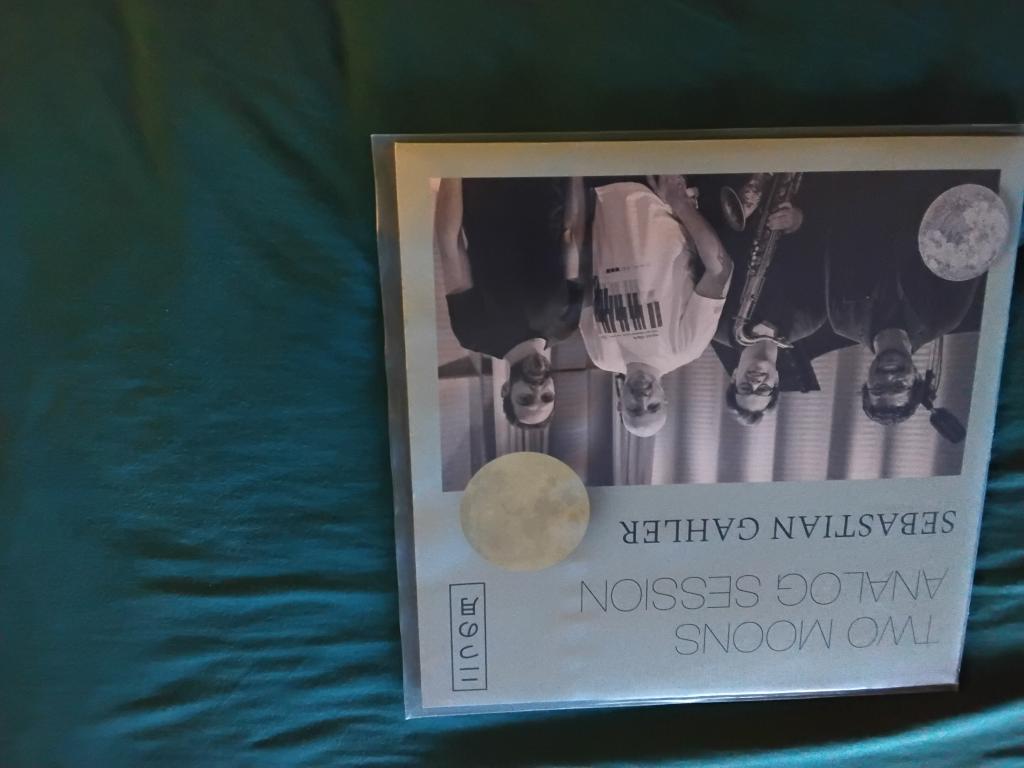 TWO MOONS
ANALOG SESSION
SEBASTIAN GAHLER